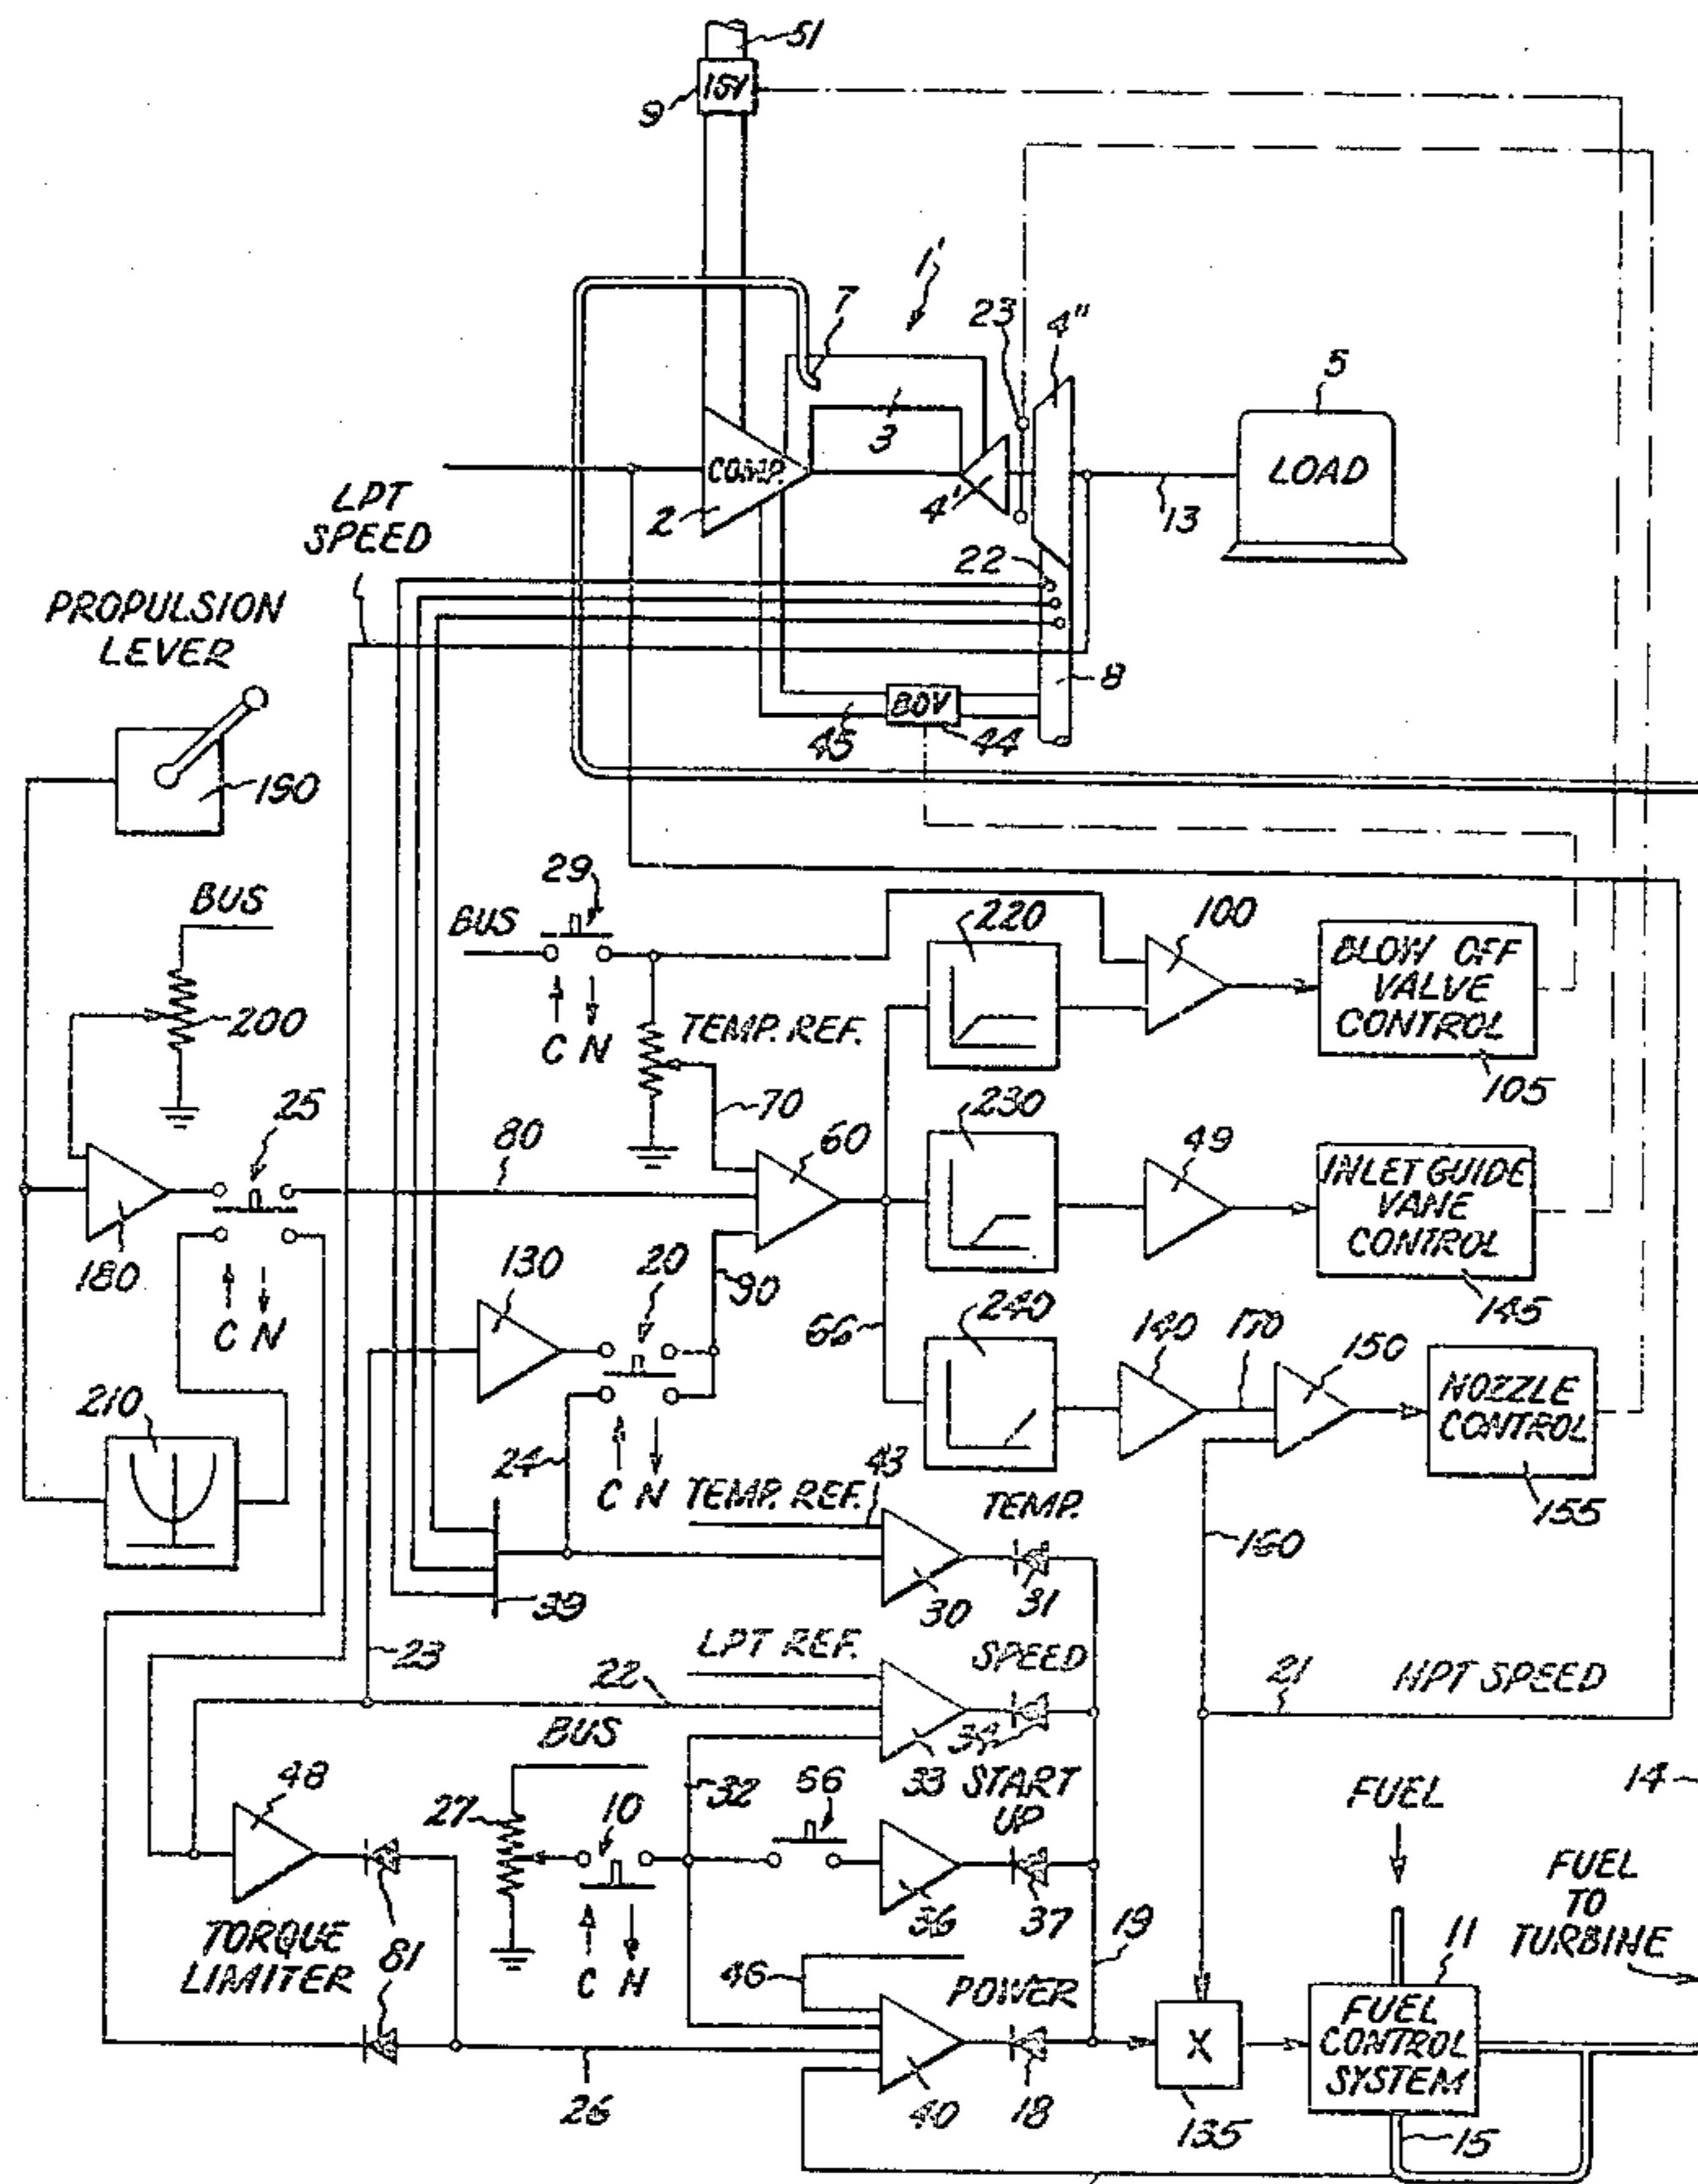 51
15V
9
1'
7
23
4"
5
3
LOAD
COMP.
4'
13
2
LPT
SPEED
22
PROPULSION
LEVER
8
BOV
45
44
190
29
BUS
BUS
220
100
BLOW OFF
VALVE
CONTROL
200
C N
TEMP. REF.
105
25
70
230
80
60
49
INLET GUIDE
VANE
CONTROL
180
130
20
90
145
C N
240
66
140
170
150
NOZZLE
CONTROL
210
24
C N
TEMP. REF.
43
TEMP.
155
160
39
30
31
LPT REF.
SPEED
23
22
21
HPT SPEED
BUS
34
33
48
32
START
UP
56
14
27
10
FUEL
FUEL
TO
TURBINE
36
37
19
11
TORQUE
LIMITER
81
C N
46
POWER
FUEL
CONTROL
SYSTEM
X
26
40
18
135
15